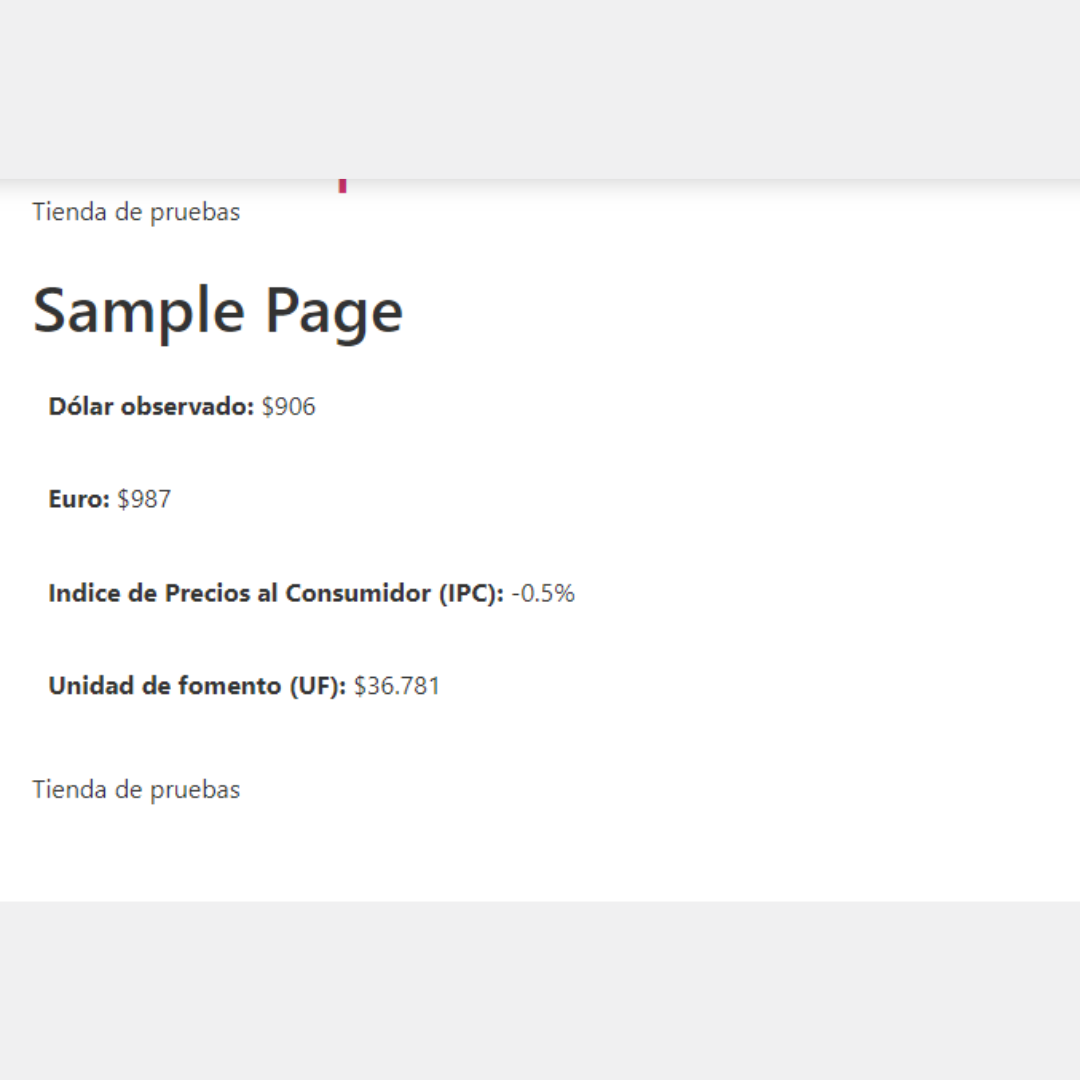 Tienda de pruebas
Sample Page
Dólar observado: $906
Euro: $987
Indice de Precios al Consumidor (IPC): -0.5%
Unidad de fomento (UF): $36.781
Tienda de pruebas